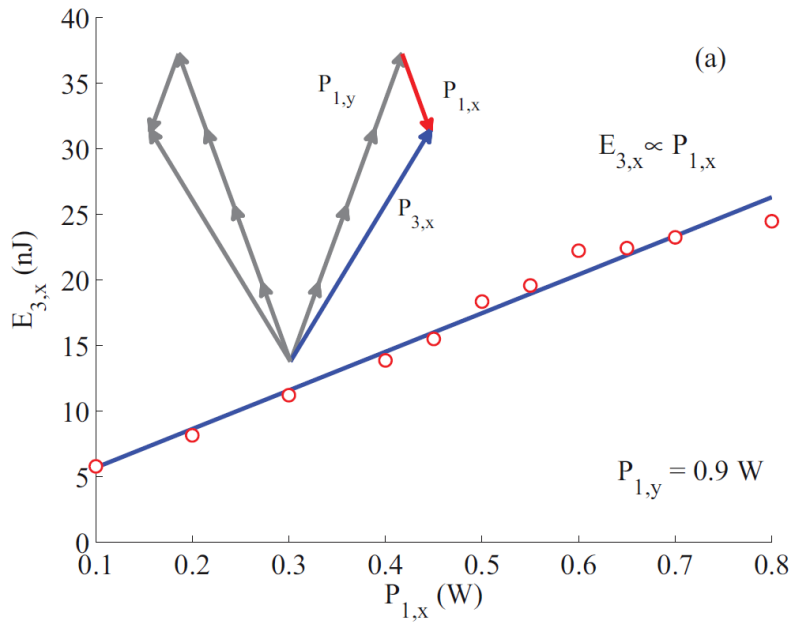 (a)
P1,y
P1,x
E3,x ∝ P1,x
P3,x
P1,y = 0.9 W
E3,x (nJ)
40
35
30
25
20
15
10
5
0
0.1 0.2 0.3 0.4 0.5 0.6 0.7 0.8
P1,x (W)